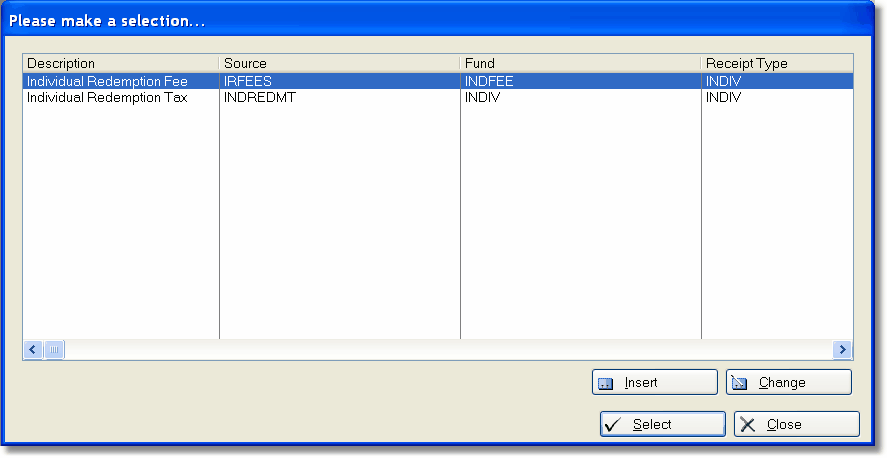 Please make a selection...
Description Source Fund Receipt Type
Individual Redemption Fee IRFEES INDFEE INDIV
Individual Redemption Tax INDREDMT INDIV INDIV
Insert Change
Select Close